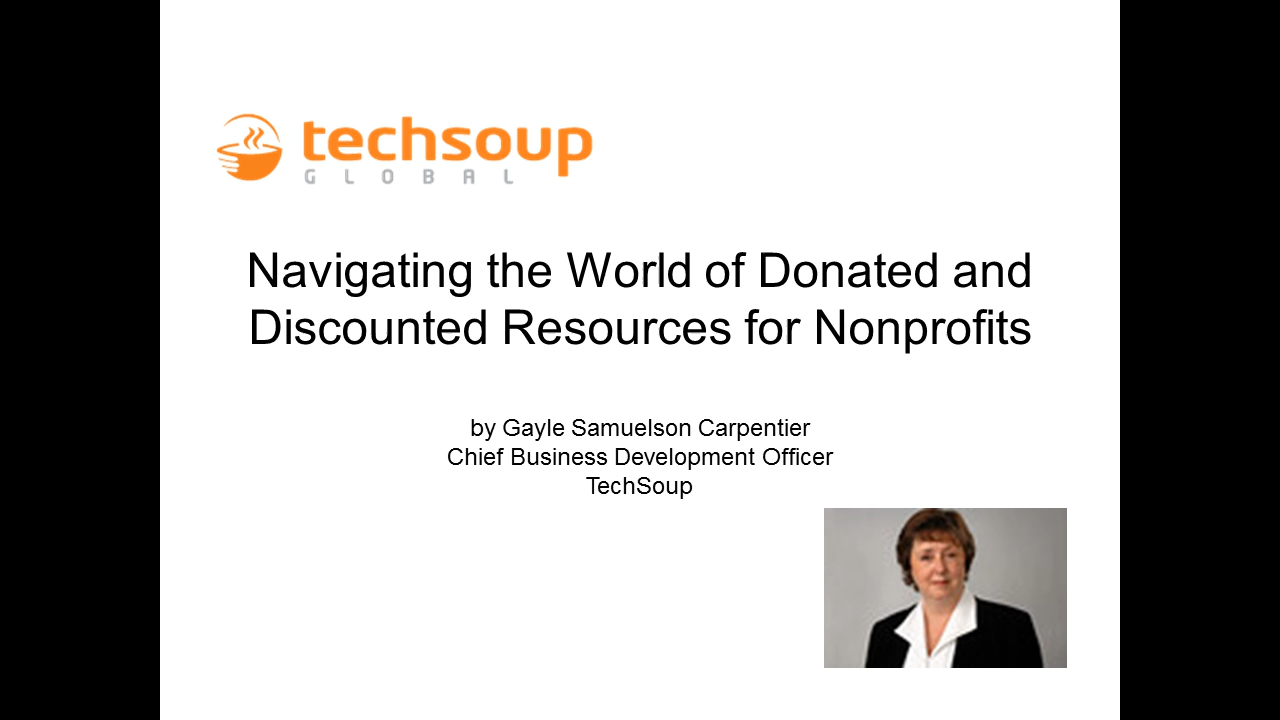 techsoup
GLOBAL
Navigating the World of Donated and
Discounted Resources for Nonprofits
by Gayle Samuelson Carpentier
Chief Business Development Officer
TechSoup